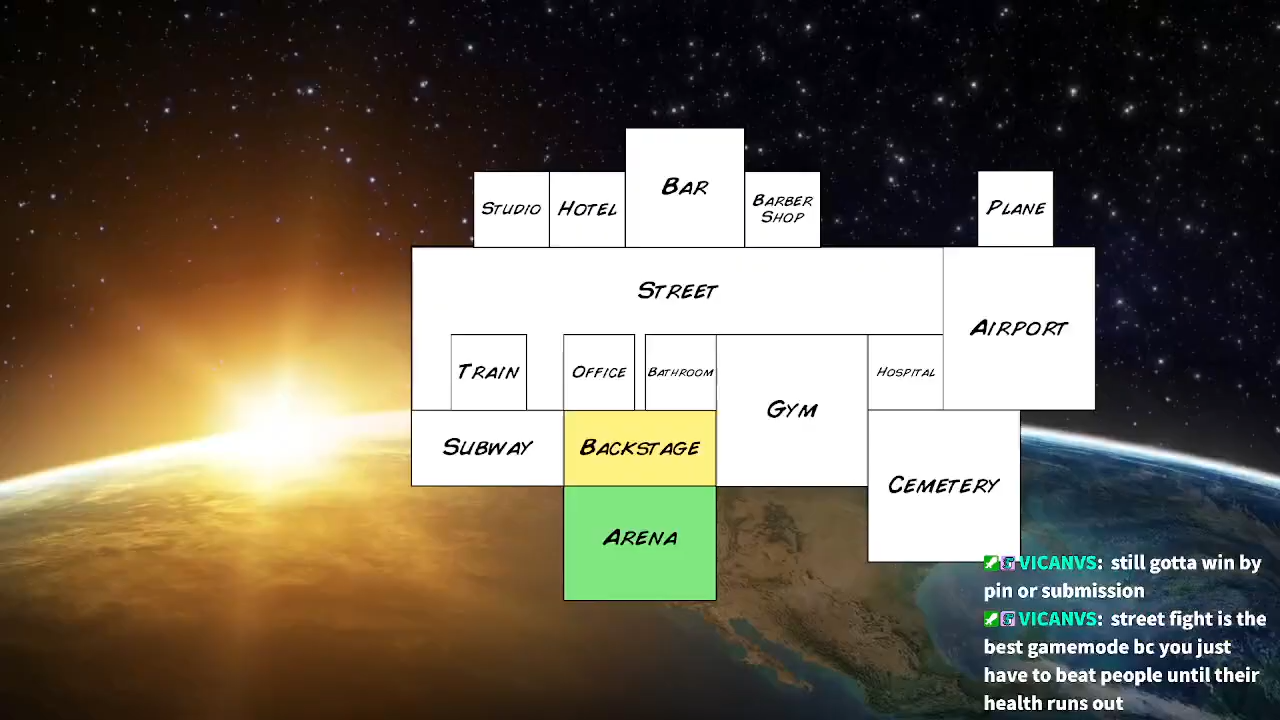 BAR
STUDIO
HOTEL
BARBER
SHOP
PLANE
STREET
AIRPORT
TRAIN
OFFICE
BATHROOM
HOSPITAL
GYM
SUBWAY
BACKSTAGE
CEMETERY
ARENA
VICANVS: still gotta win by
pin or submission
VICANVS: street fight is the
best gamemode bc you just
have to beat people until their
health runs out